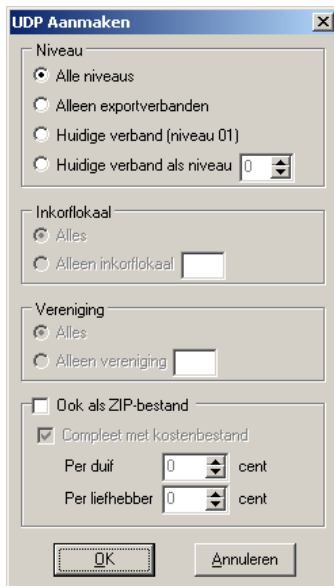 UDP Aanmaken
Niveau
Alle niveaus
Alleen exportverbanden
Huidige verband (niveau 01)
Huidige verband als niveau 0
Inkorflokaal
Alles
Alleen inkorflokaal
Vereniging
Alles
Alleen vereniging
Ook als ZIP-bestand
Compleet met kostenbestand
Per duif 0 cent
Per liefhebber 0 cent
OK Annuleren